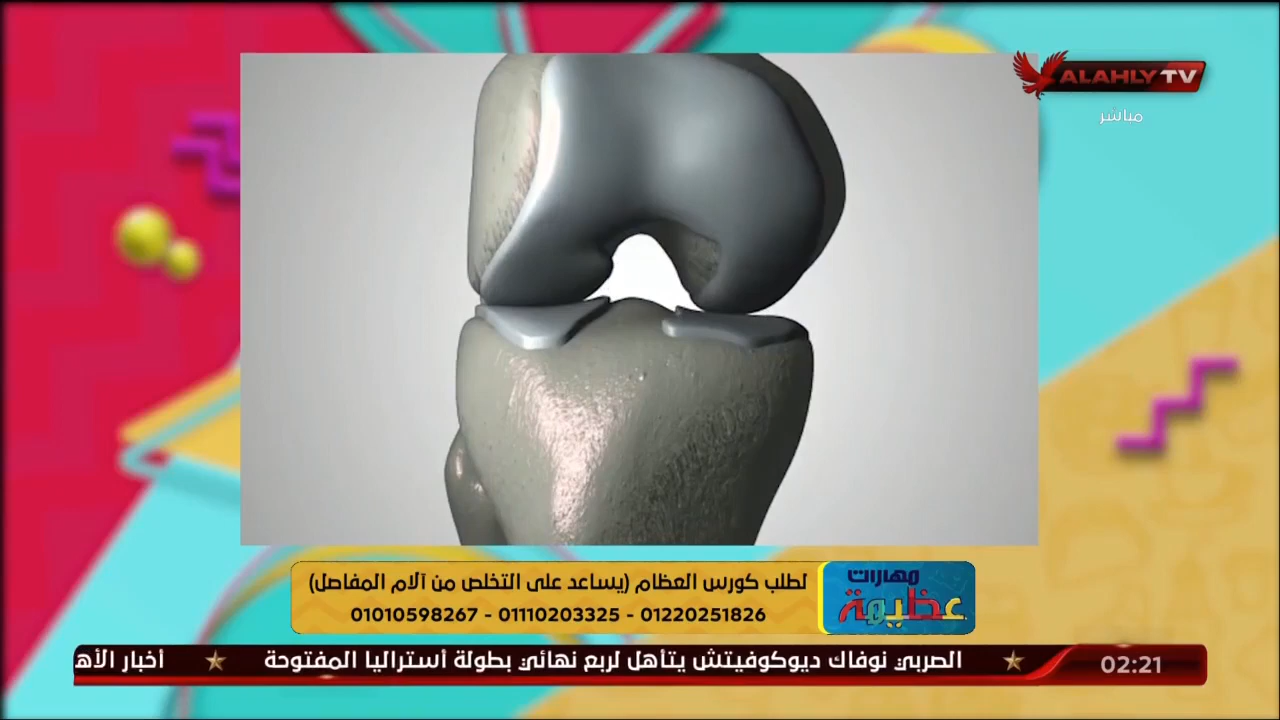 ALAHLY TV
مباشر
لطلب كورس العظام (يساعد على التخلص من آلام المفاصل)
01010598267 - 01110203325 - 01220251826
مهارات
عظيمة
02:21
الصربي نوفاك ديوكوفيتش يتأهل لربع نهائي بطولة أستراليا المفتوحة
أخبار الأه